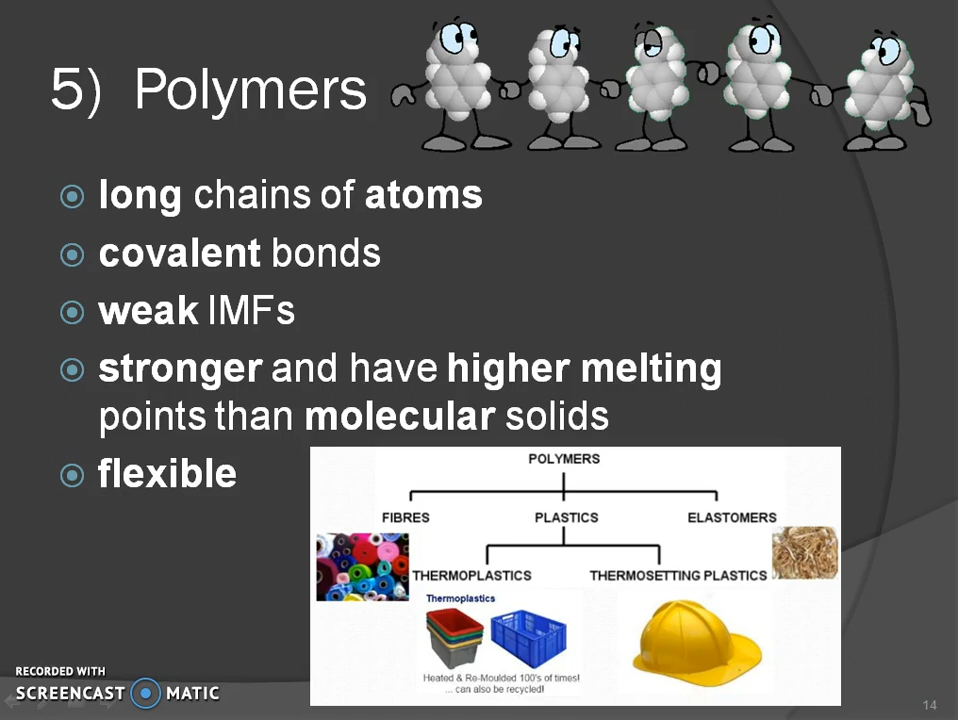 5) Polymers
long chains of atoms
covalent bonds
weak IMFs
stronger and have higher melting
points than molecular solids
flexible
POLYMERS
FIBRES PLASTICS ELASTOMERS
THERMOPLASTICS THERMOSETTING PLASTICS
Thermoplastics
Heated & Re-Moulded 100's of times!
... can also be recycled!
RECORDED WITH
SCREENCAST MATIC
14